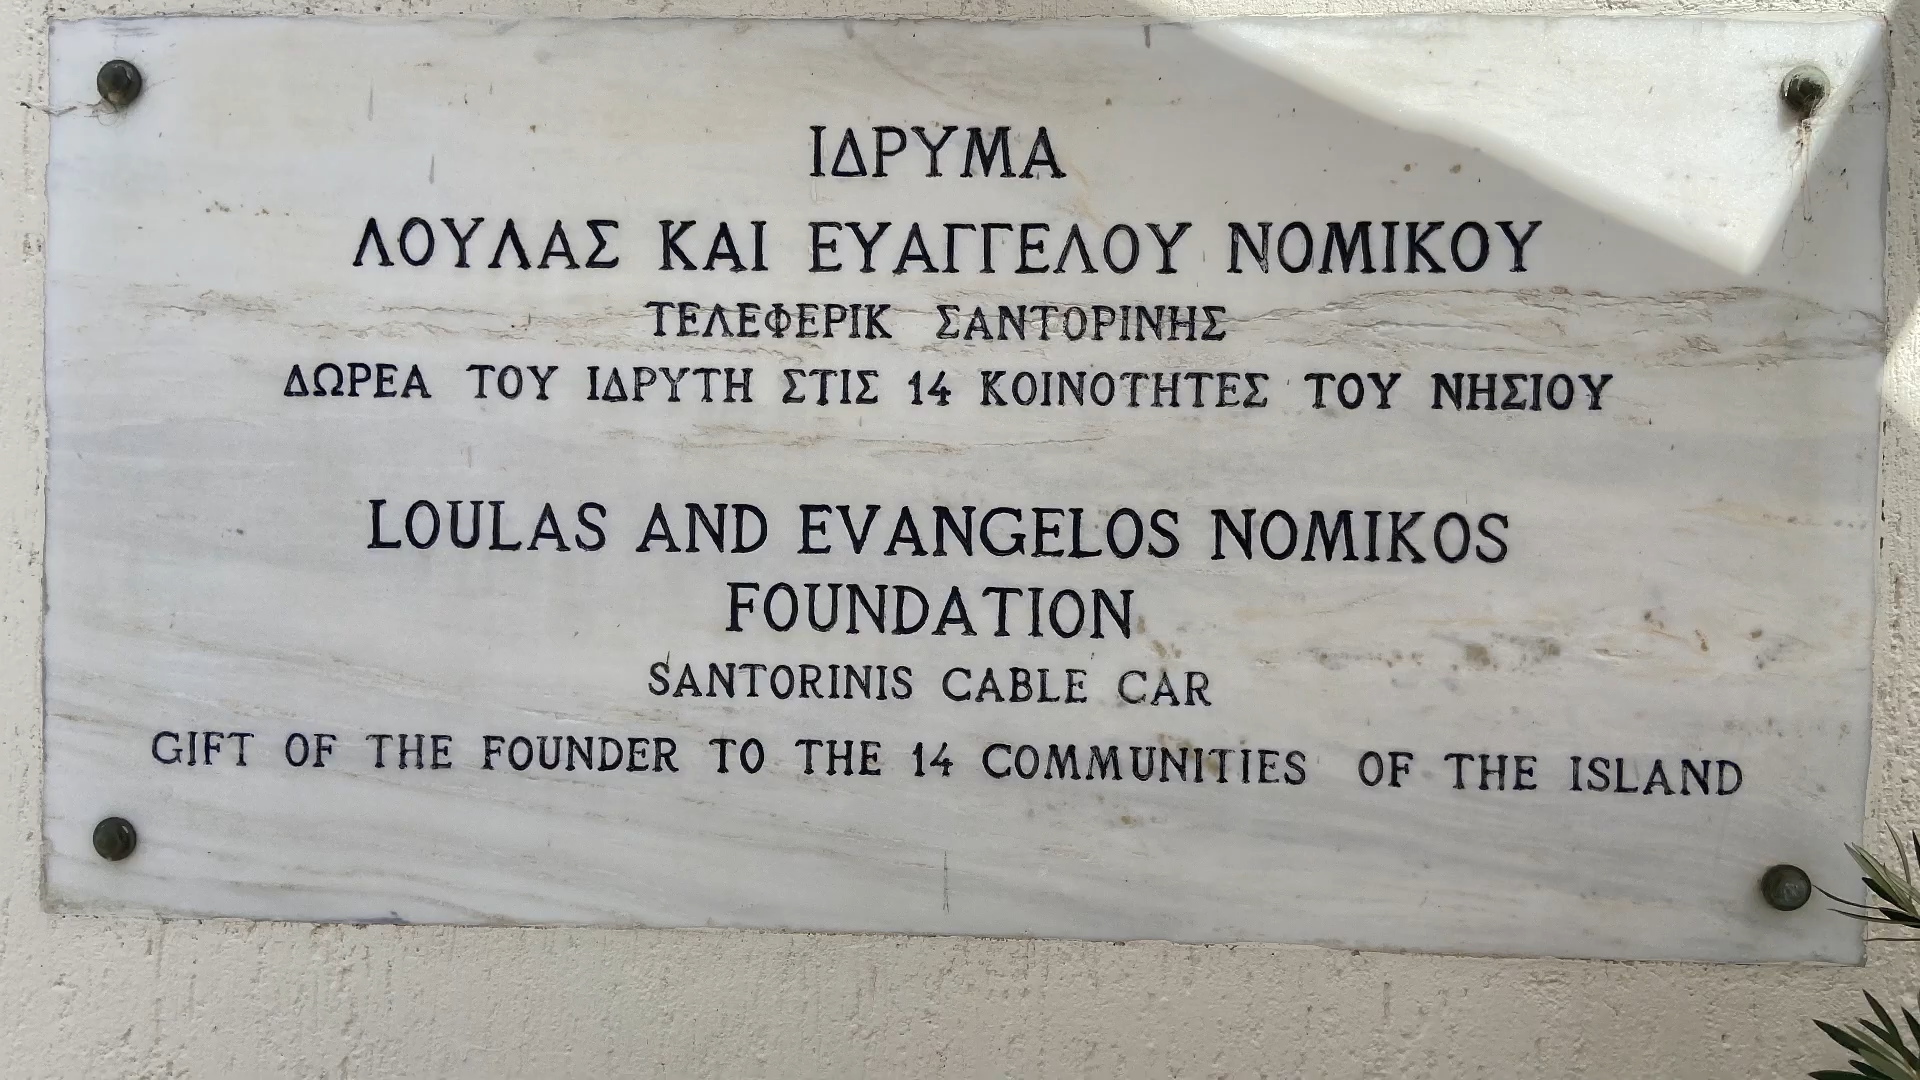 ΙΔΡΥΜΑ
ΛΟΥΛΑΣ ΚΑΙ ΕΥΑΓΓΕΛΟΥ ΝΟΜΙΚΟΥ
ΤΕΛΕΦΕΡΙΚ ΣΑΝΤΟΡΙΝΗΣ
ΔΩΡΕΑ ΤΟΥ ΙΔΡΥΤΗ ΣΤΙΣ 14 ΚΟΙΝΟΤΗΤΕΣ ΤΟΥ ΝΗΣΙΟΥ
LOULAS AND EVANGELOS NOMIKOS
FOUNDATION
SANTORINIS CABLE CAR
GIFT OF THE FOUNDER TO THE 14 COMMUNITIES OF THE ISLAND